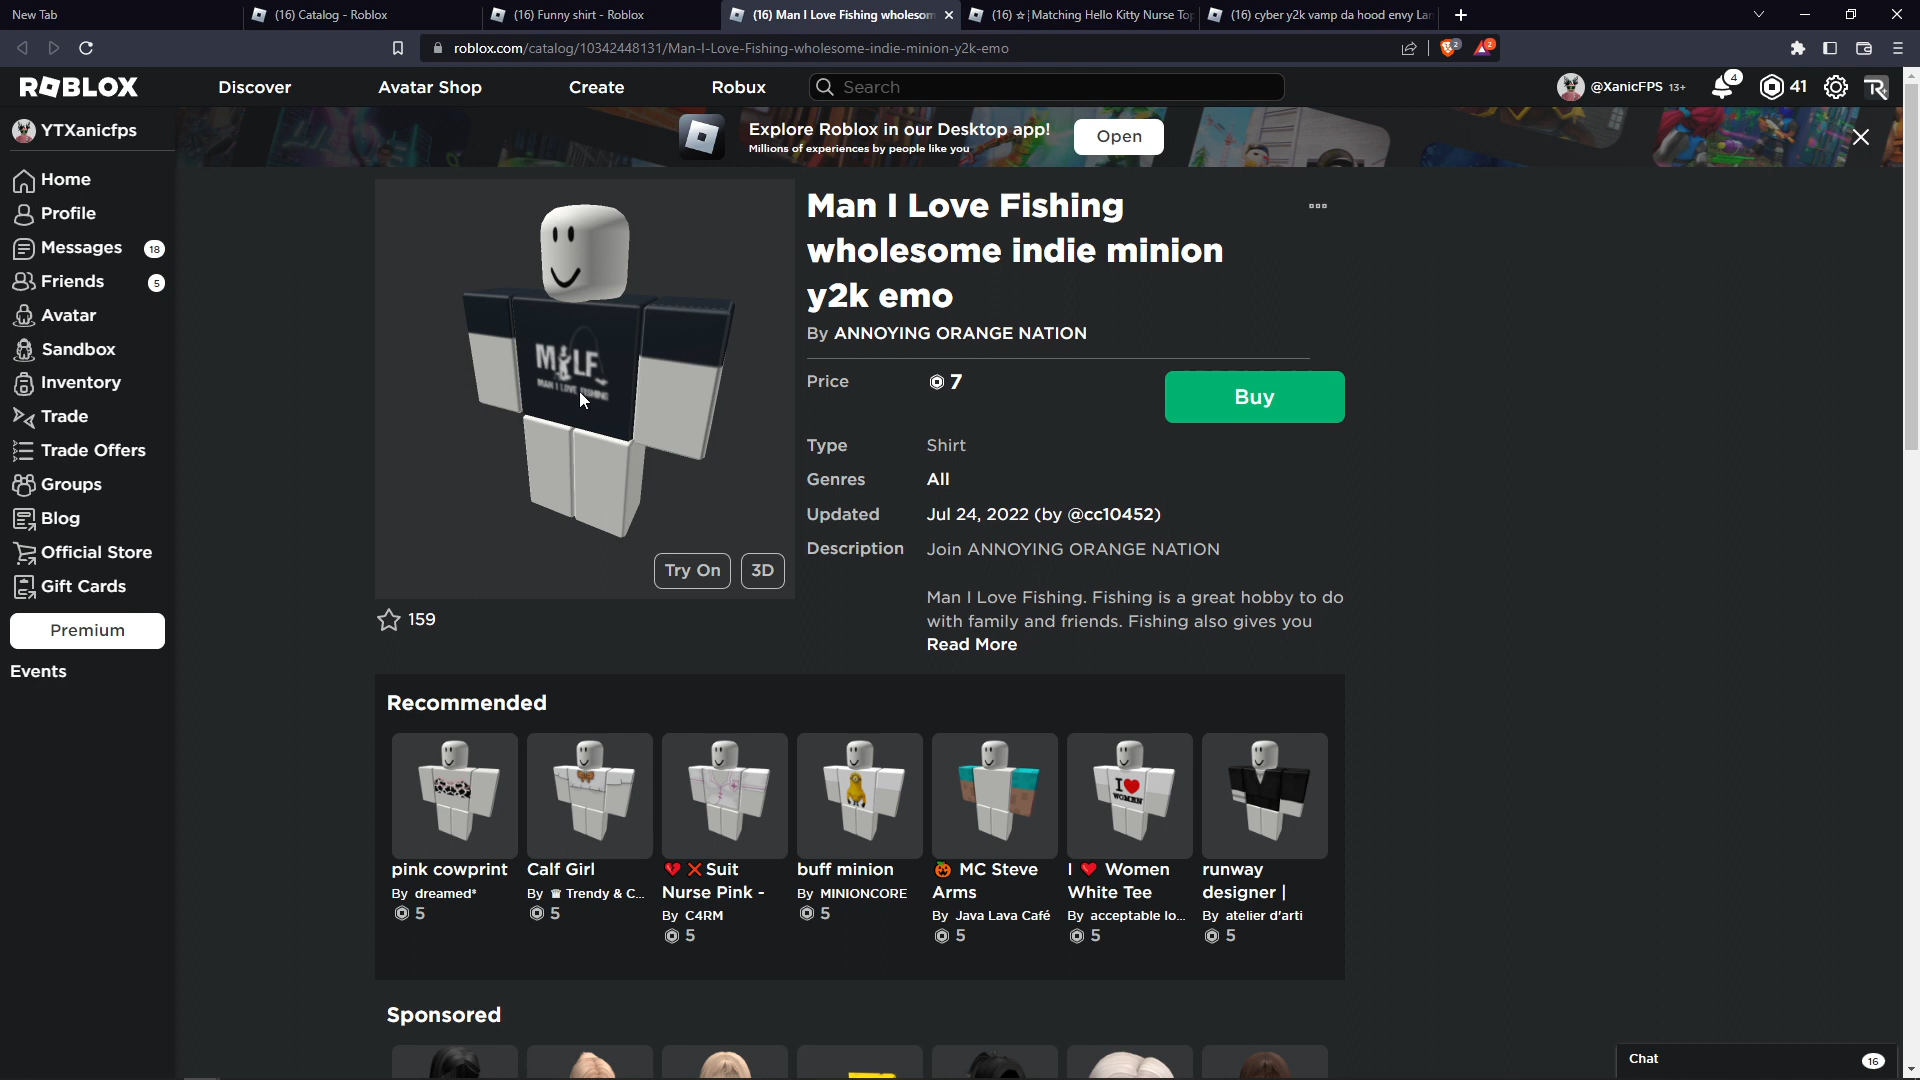 New Tab
(16) Catalog - Roblox
(16) Funny shirt - Roblox
(16) Man I Love Fishing wholesom
(16) ☆¦Matching Hello Kitty Nurse To
(16) cyber y2k vamp da hood envy Lan
roblox.com/catalog/10342448131/Man-I-Love-Fishing-wholesome-indie-minion-y2k-emo
2
2
ROBLOX
Discover
Avatar Shop
Create
Robux
Search
@XanicFPS 13+
4
41
YTXanicfps
Explore Roblox in our Desktop app!
Millions of experiences by people like you
Open
Home
Profile
Messages 18
Friends 5
Avatar
Sandbox
Inventory
Trade
Trade Offers
Groups
Blog
Official Store
Gift Cards
Premium
Events
MILF
MAN I LOVE FISHING
Try On
3D
159
Man I Love Fishing
wholesome indie minion
y2k emo
By ANNOYING ORANGE NATION
Price 7
Buy
Type Shirt
Genres All
Updated Jul 24, 2022 (by @cc10452)
Description Join ANNOYING ORANGE NATION
Man I Love Fishing. Fishing is a great hobby to do
with family and friends. Fishing also gives you
Read More
Recommended
I ❤ WOMEN
pink cowprint
By dreamed*
5
Calf Girl
By ♛ Trendy & C...
5
💔 ❌ Suit
Nurse Pink -
By C4RM
5
buff minion
By MINIONCORE
5
🎃 MC Steve
Arms
By Java Lava Café
5
I ❤ Women
White Tee
By acceptable lo...
5
runway
designer |
By atelier d'arti
5
Sponsored
Chat 16